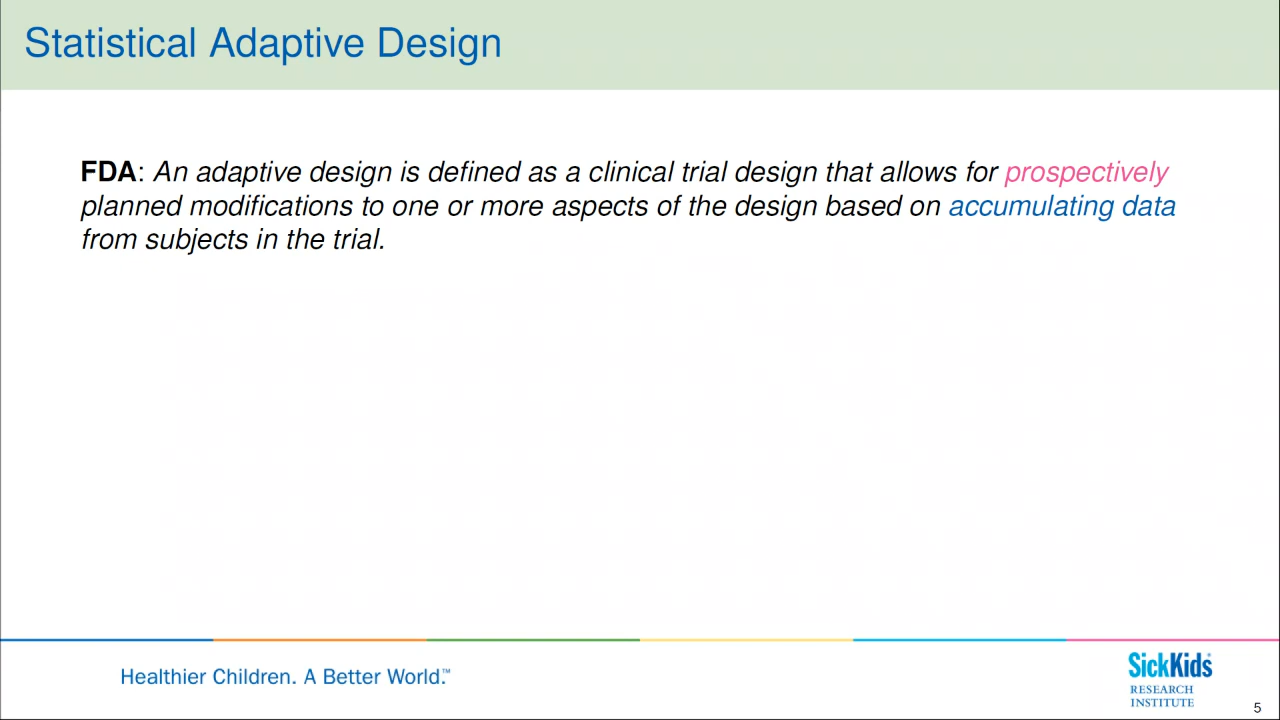 Statistical Adaptive Design
FDA: An adaptive design is defined as a clinical trial design that allows for prospectively
planned modifications to one or more aspects of the design based on accumulating data
from subjects in the trial.
Healthier Children. A Better World.™
SickKids®
RESEARCH
INSTITUTE
5